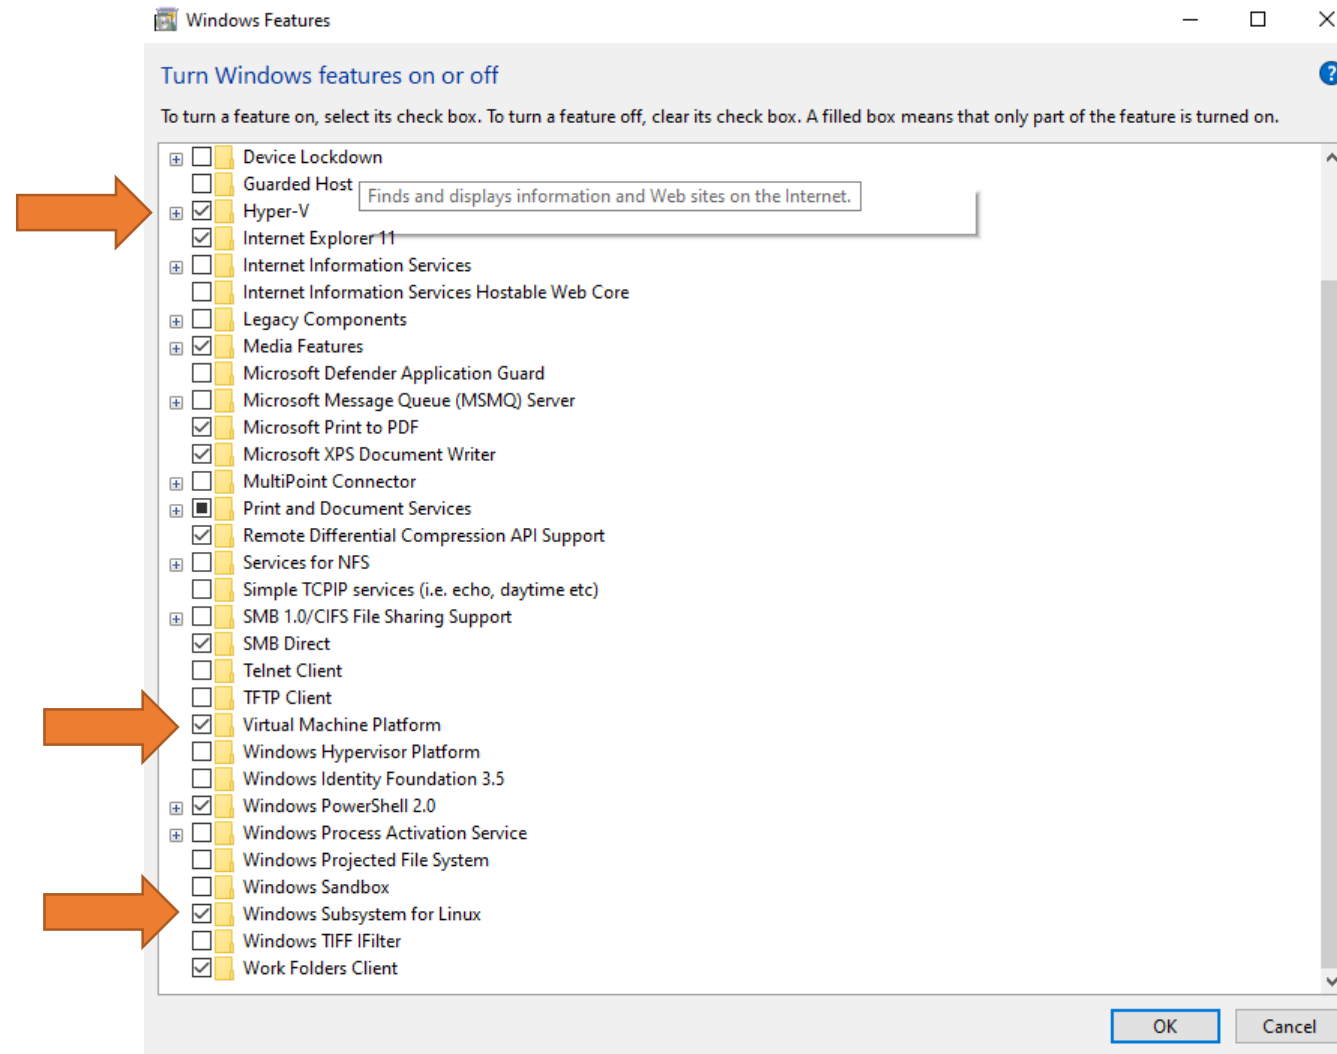 Windows Features
Turn Windows features on or off
To turn a feature on, select its check box. To turn a feature off, clear its check box. A filled box means that only part of the feature is turned on.
Device Lockdown
Guarded Host
Finds and displays information and Web sites on the Internet.
Hyper-V
Internet Explorer 11
Internet Information Services
Internet Information Services Hostable Web Core
Legacy Components
Media Features
Microsoft Defender Application Guard
Microsoft Message Queue (MSMQ) Server
Microsoft Print to PDF
Microsoft XPS Document Writer
MultiPoint Connector
Print and Document Services
Remote Differential Compression API Support
Services for NFS
Simple TCPIP services (i.e. echo, daytime etc)
SMB 1.0/CIFS File Sharing Support
SMB Direct
Telnet Client
TFTP Client
Virtual Machine Platform
Windows Hypervisor Platform
Windows Identity Foundation 3.5
Windows PowerShell 2.0
Windows Process Activation Service
Windows Projected File System
Windows Sandbox
Windows Subsystem for Linux
Windows TIFF IFilter
Work Folders Client
OK
Cancel